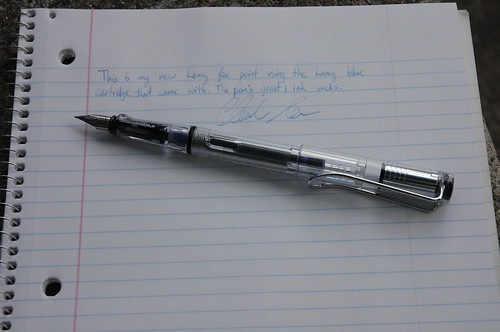 This is my new Lamy fine point using the Lamy blue
cartridge that came with. The pen's great; ink sucks.